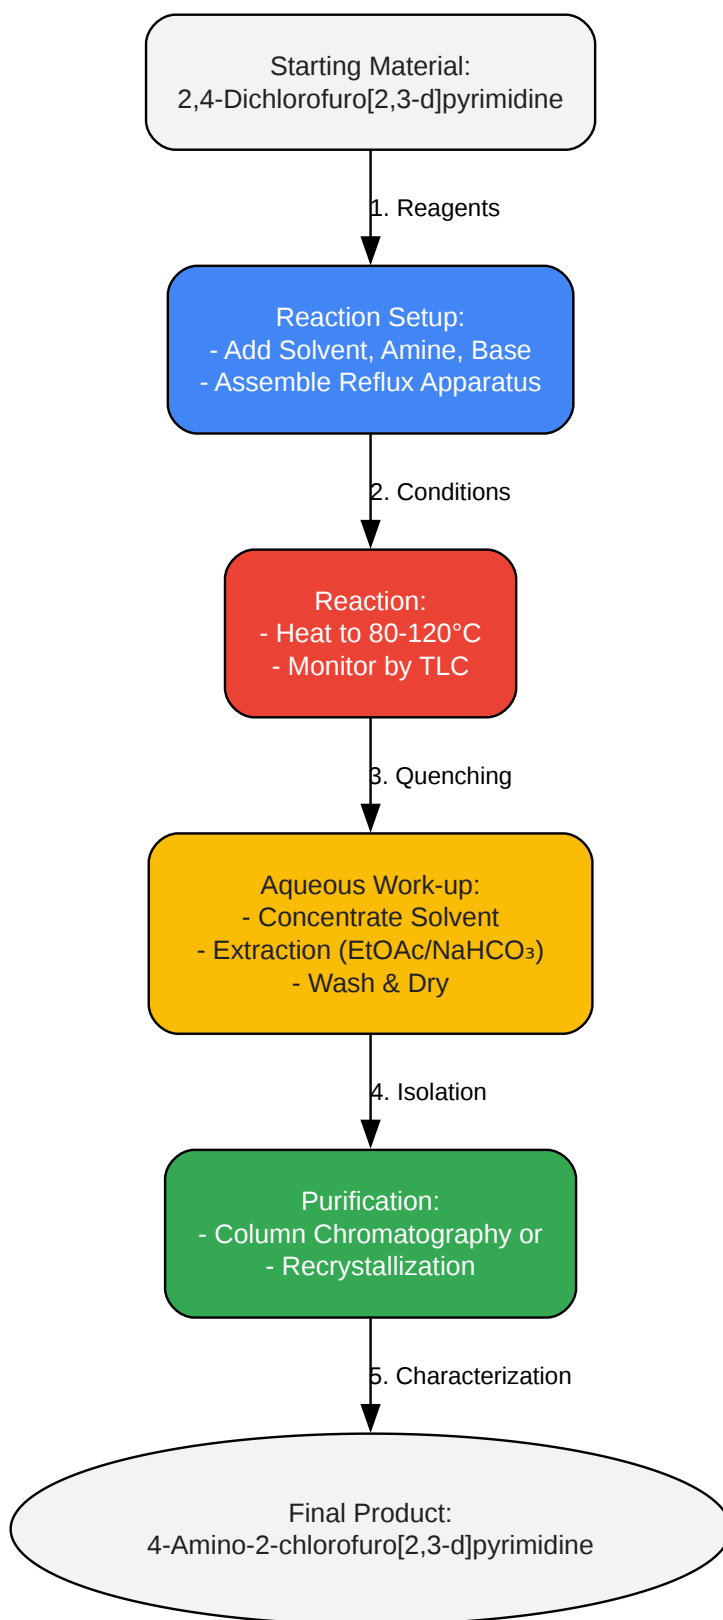 Starting Material:
2,4-Dichlorofuro[2,3-d]pyrimidine
1. Reagents
Reaction Setup:
- Add Solvent, Amine, Base
- Assemble Reflux Apparatus
2. Conditions
Reaction:
- Heat to 80-120°C
- Monitor by TLC
3. Quenching
Aqueous Work-up:
- Concentrate Solvent
- Extraction (EtOAc/NaHCO₃)
- Wash & Dry
4. Isolation
Purification:
- Column Chromatography or
- Recrystallization
5. Characterization
Final Product:
4-Amino-2-chlorofuro[2,3-d]pyrimidine